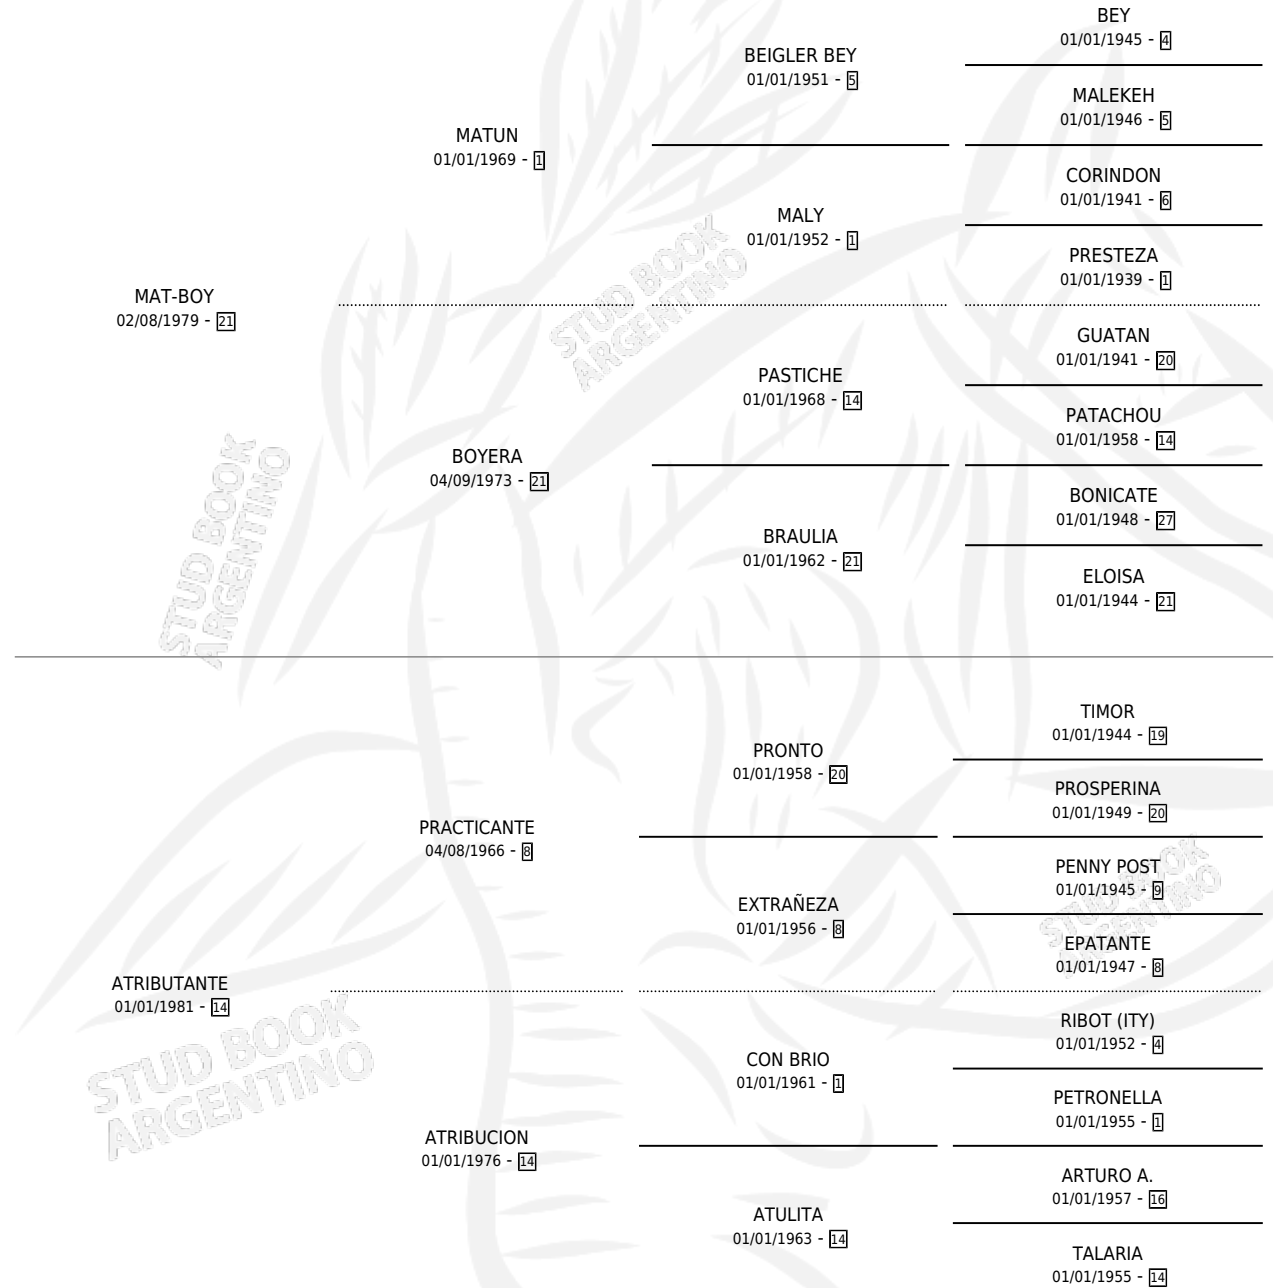 BEY
01/01/1945 - 4
BEIGLER BEY
01/01/1951 - 5
MALEKEH
01/01/1946 - 5
MATUN
01/01/1969 - 1
CORINDON
01/01/1941 - 6
MALY
01/01/1952 - 1
PRESTEZA
01/01/1939 - 1
MAT-BOY
02/08/1979 - 21
STUD BOOK
ARGENTINO
GUATAN
01/01/1941 - 20
PASTICHE
01/01/1968 - 14
PATACHOU
01/01/1958 - 14
BOYERA
04/09/1973 - 21
BONICATE
01/01/1948 - 27
BRAULIA
01/01/1962 - 21
ELOISA
01/01/1944 - 21
STUD BOOK
ARGENTINO
TIMOR
01/01/1944 - 19
PRONTO
01/01/1958 - 20
PROSPERINA
01/01/1949 - 20
PRACTICANTE
04/08/1966 - 8
PENNY POST
01/01/1945 - 9
EXTRAÑEZA
01/01/1956 - 8
EPATANTE
01/01/1947 - 8
STUD BOOK
ARGENTINO
ATRIBUTANTE
01/01/1981 - 14
RIBOT (ITY)
01/01/1952 - 4
CON BRIO
01/01/1961 - 1
PETRONELLA
01/01/1955 - 1
STUD BOOK
ARGENTINO
ATRIBUCION
01/01/1976 - 14
ARTURO A.
01/01/1957 - 16
ATULITA
01/01/1963 - 14
TALARIA
01/01/1955 - 14